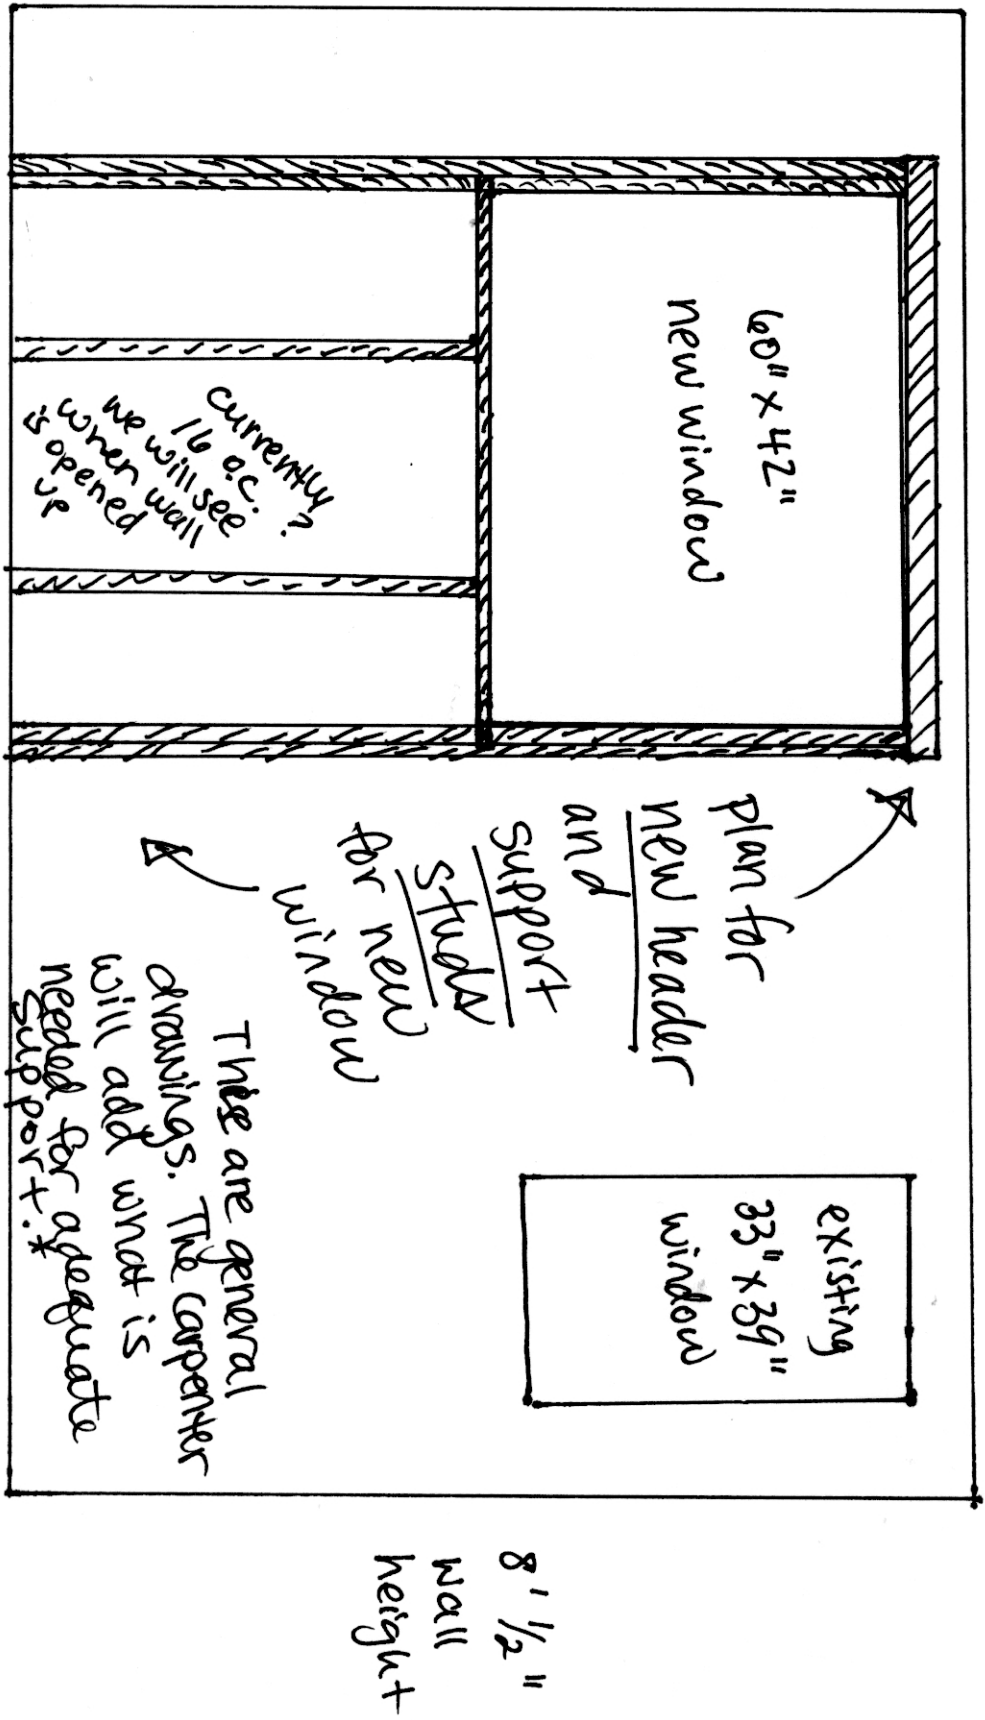 60" x 42"
new window
currently
16 o.c. ?
we will see
when wall
is opened
up
plan for
new header
and
support
studs
for new
window
These are general
drawings. The carpenter
will add what is
needed for adequate
support.*
existing
33" x 39"
window
8' 1/2"
wall
height